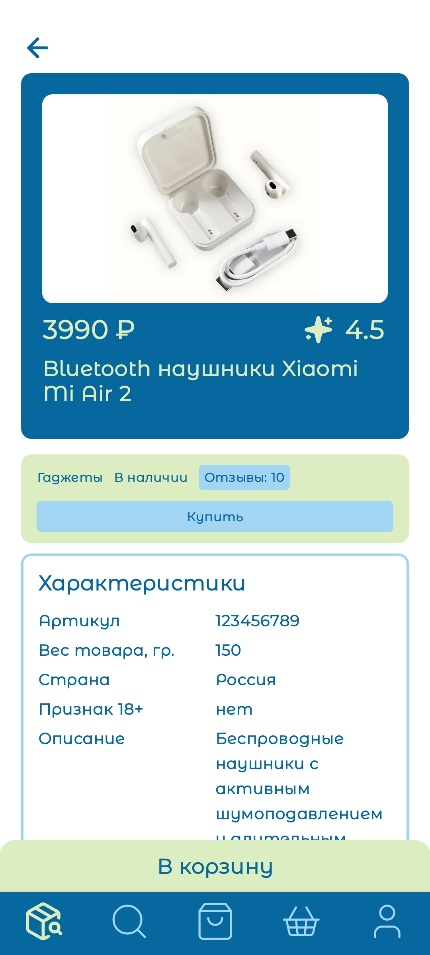 3990 ₽
4.5
Bluetooth наушники Xiaomi
Mi Air 2
Гаджеты В наличии Отзывы: 10
Купить
Характеристики
Артикул 123456789
Вес товара, гр. 150
Страна Россия
Признак 18+ нет
Описание Беспроводные
наушники с
активным
шумоподавлением
и длительным
В корзину